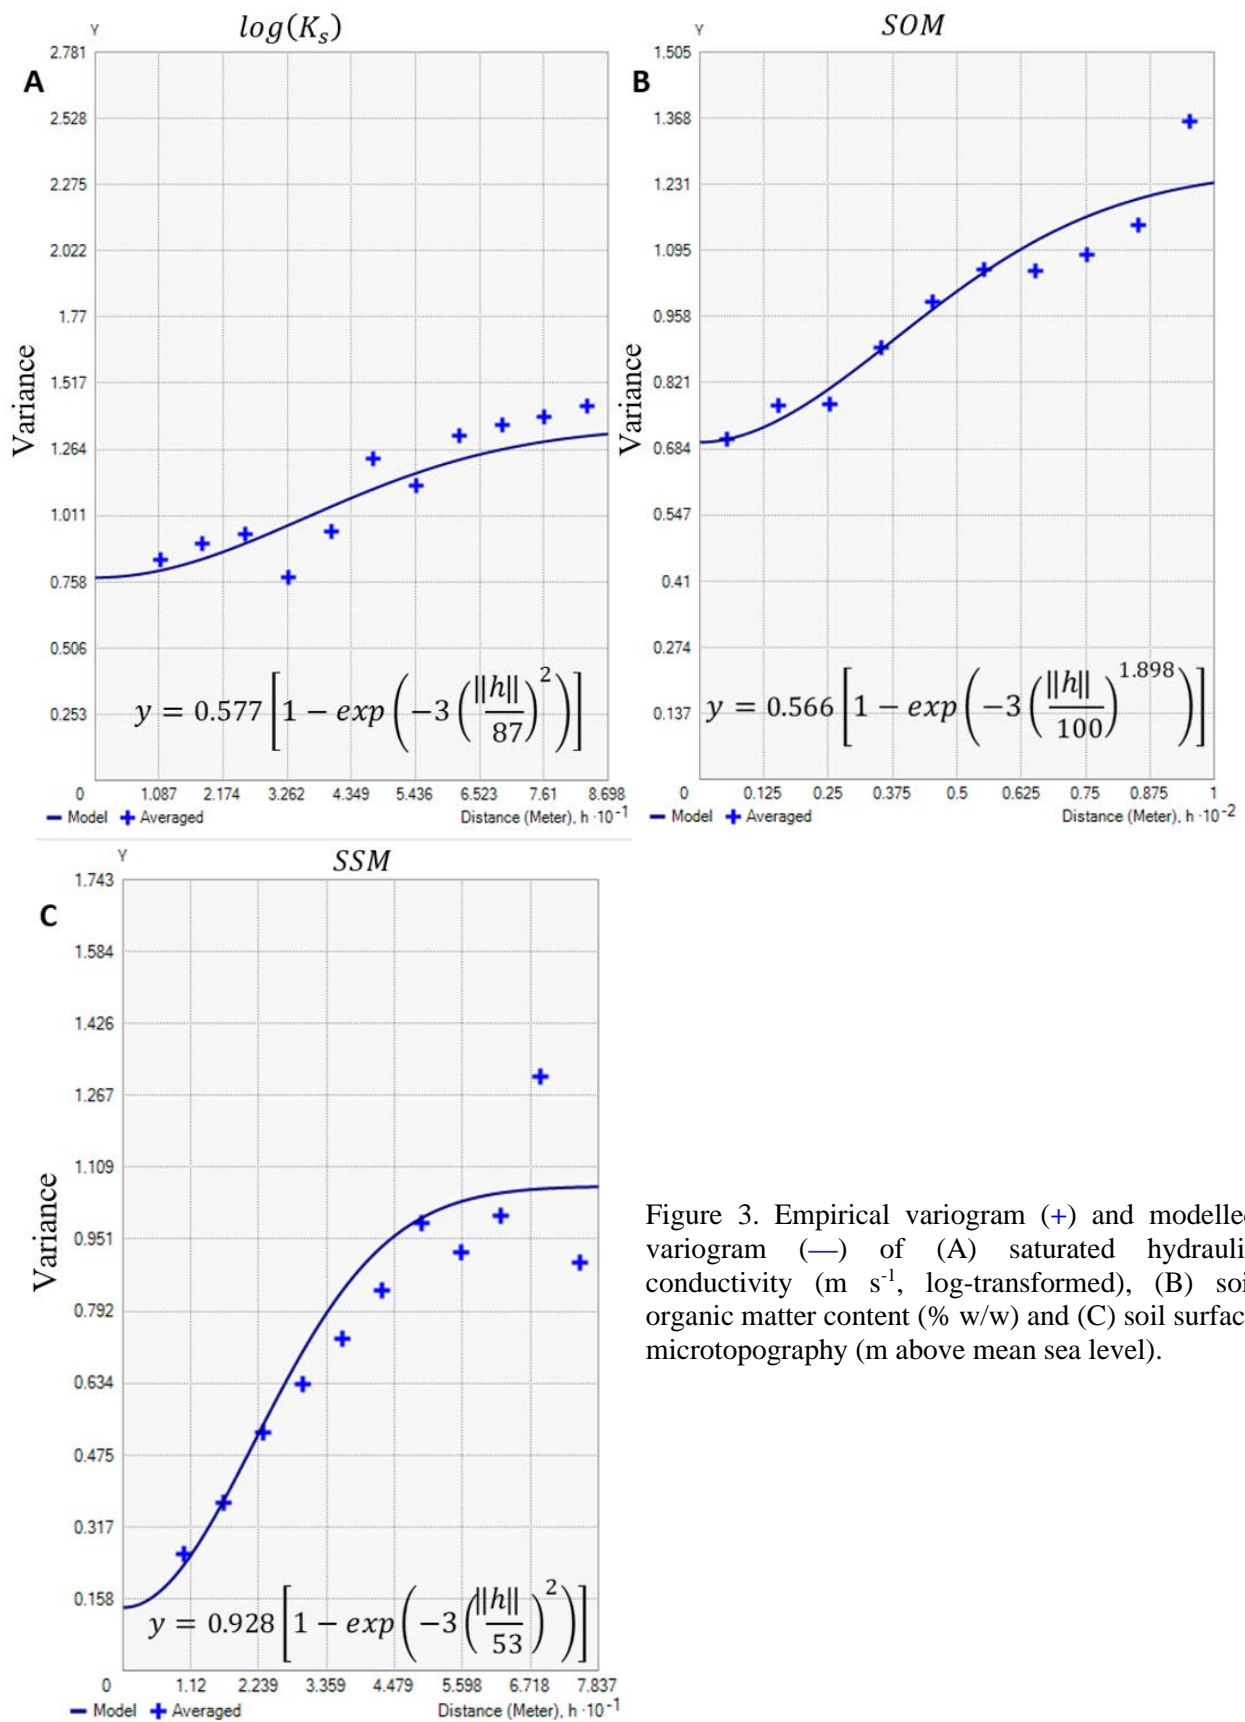 log(Kₛ)
Y
A
2.781
2.528
2.275
2.022
1.77
1.517
1.264
1.011
0.758
0.506
0.253
Variance
y = 0.577 [1 − exp (−3 (‖h‖/87)²)]
0 1.087 2.174 3.262 4.349 5.436 6.523 7.61 8.698
Model Averaged Distance (Meter), h ·10⁻¹
SOM
Y
B
1.505
1.368
1.231
1.095
0.958
0.821
0.684
0.547
0.41
0.274
0.137
Variance
y = 0.566 [1 − exp (−3 (‖h‖/100)^1.898)]
0 0.125 0.25 0.375 0.5 0.625 0.75 0.875 1
Model Averaged Distance (Meter), h ·10⁻²
SSM
Y
C
1.743
1.584
1.426
1.267
1.109
0.951
0.792
0.634
0.475
0.317
0.158
Variance
y = 0.928 [1 − exp (−3 (‖h‖/53)²)]
0 1.12 2.239 3.359 4.479 5.598 6.718 7.837
Model Averaged Distance (Meter), h ·10⁻¹
Figure 3. Empirical variogram (+) and modelle
variogram (—) of (A) saturated hydrauli
conductivity (m s⁻¹, log-transformed), (B) soi
organic matter content (% w/w) and (C) soil surfac
microtopography (m above mean sea level).